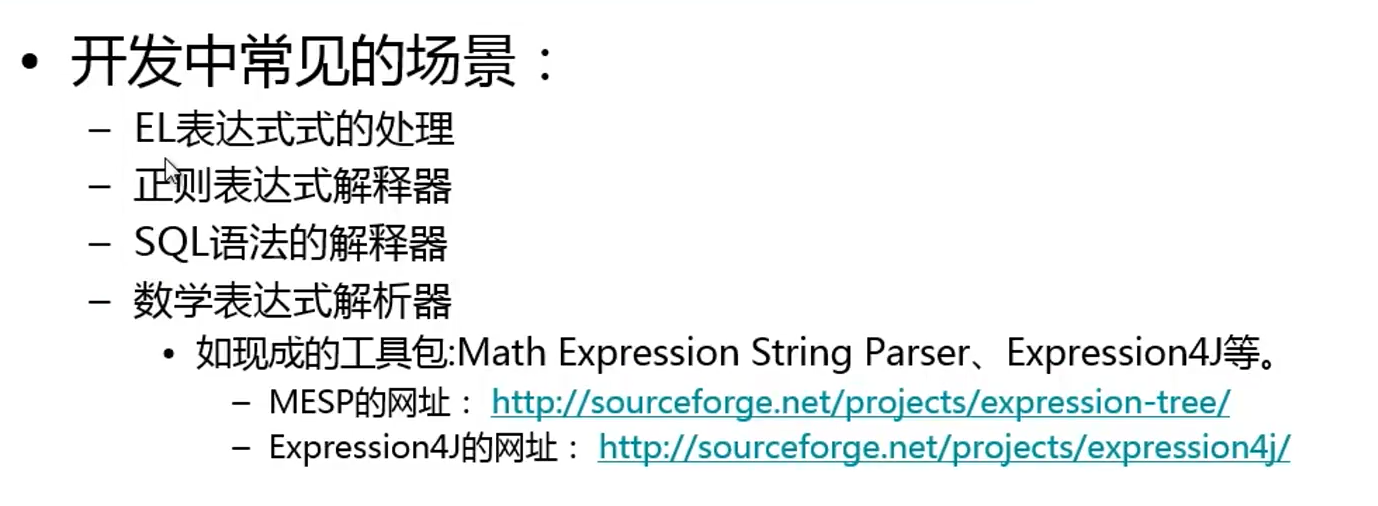 • 开发中常见的场景：
– EL表达式式的处理
– 正则表达式解释器
– SQL语法的解释器
– 数学表达式解析器
• 如现成的工具包:Math Expression String Parser、Expression4J等。
– MESP的网址： http://sourceforge.net/projects/expression-tree/
– Expression4J的网址： http://sourceforge.net/projects/expression4j/